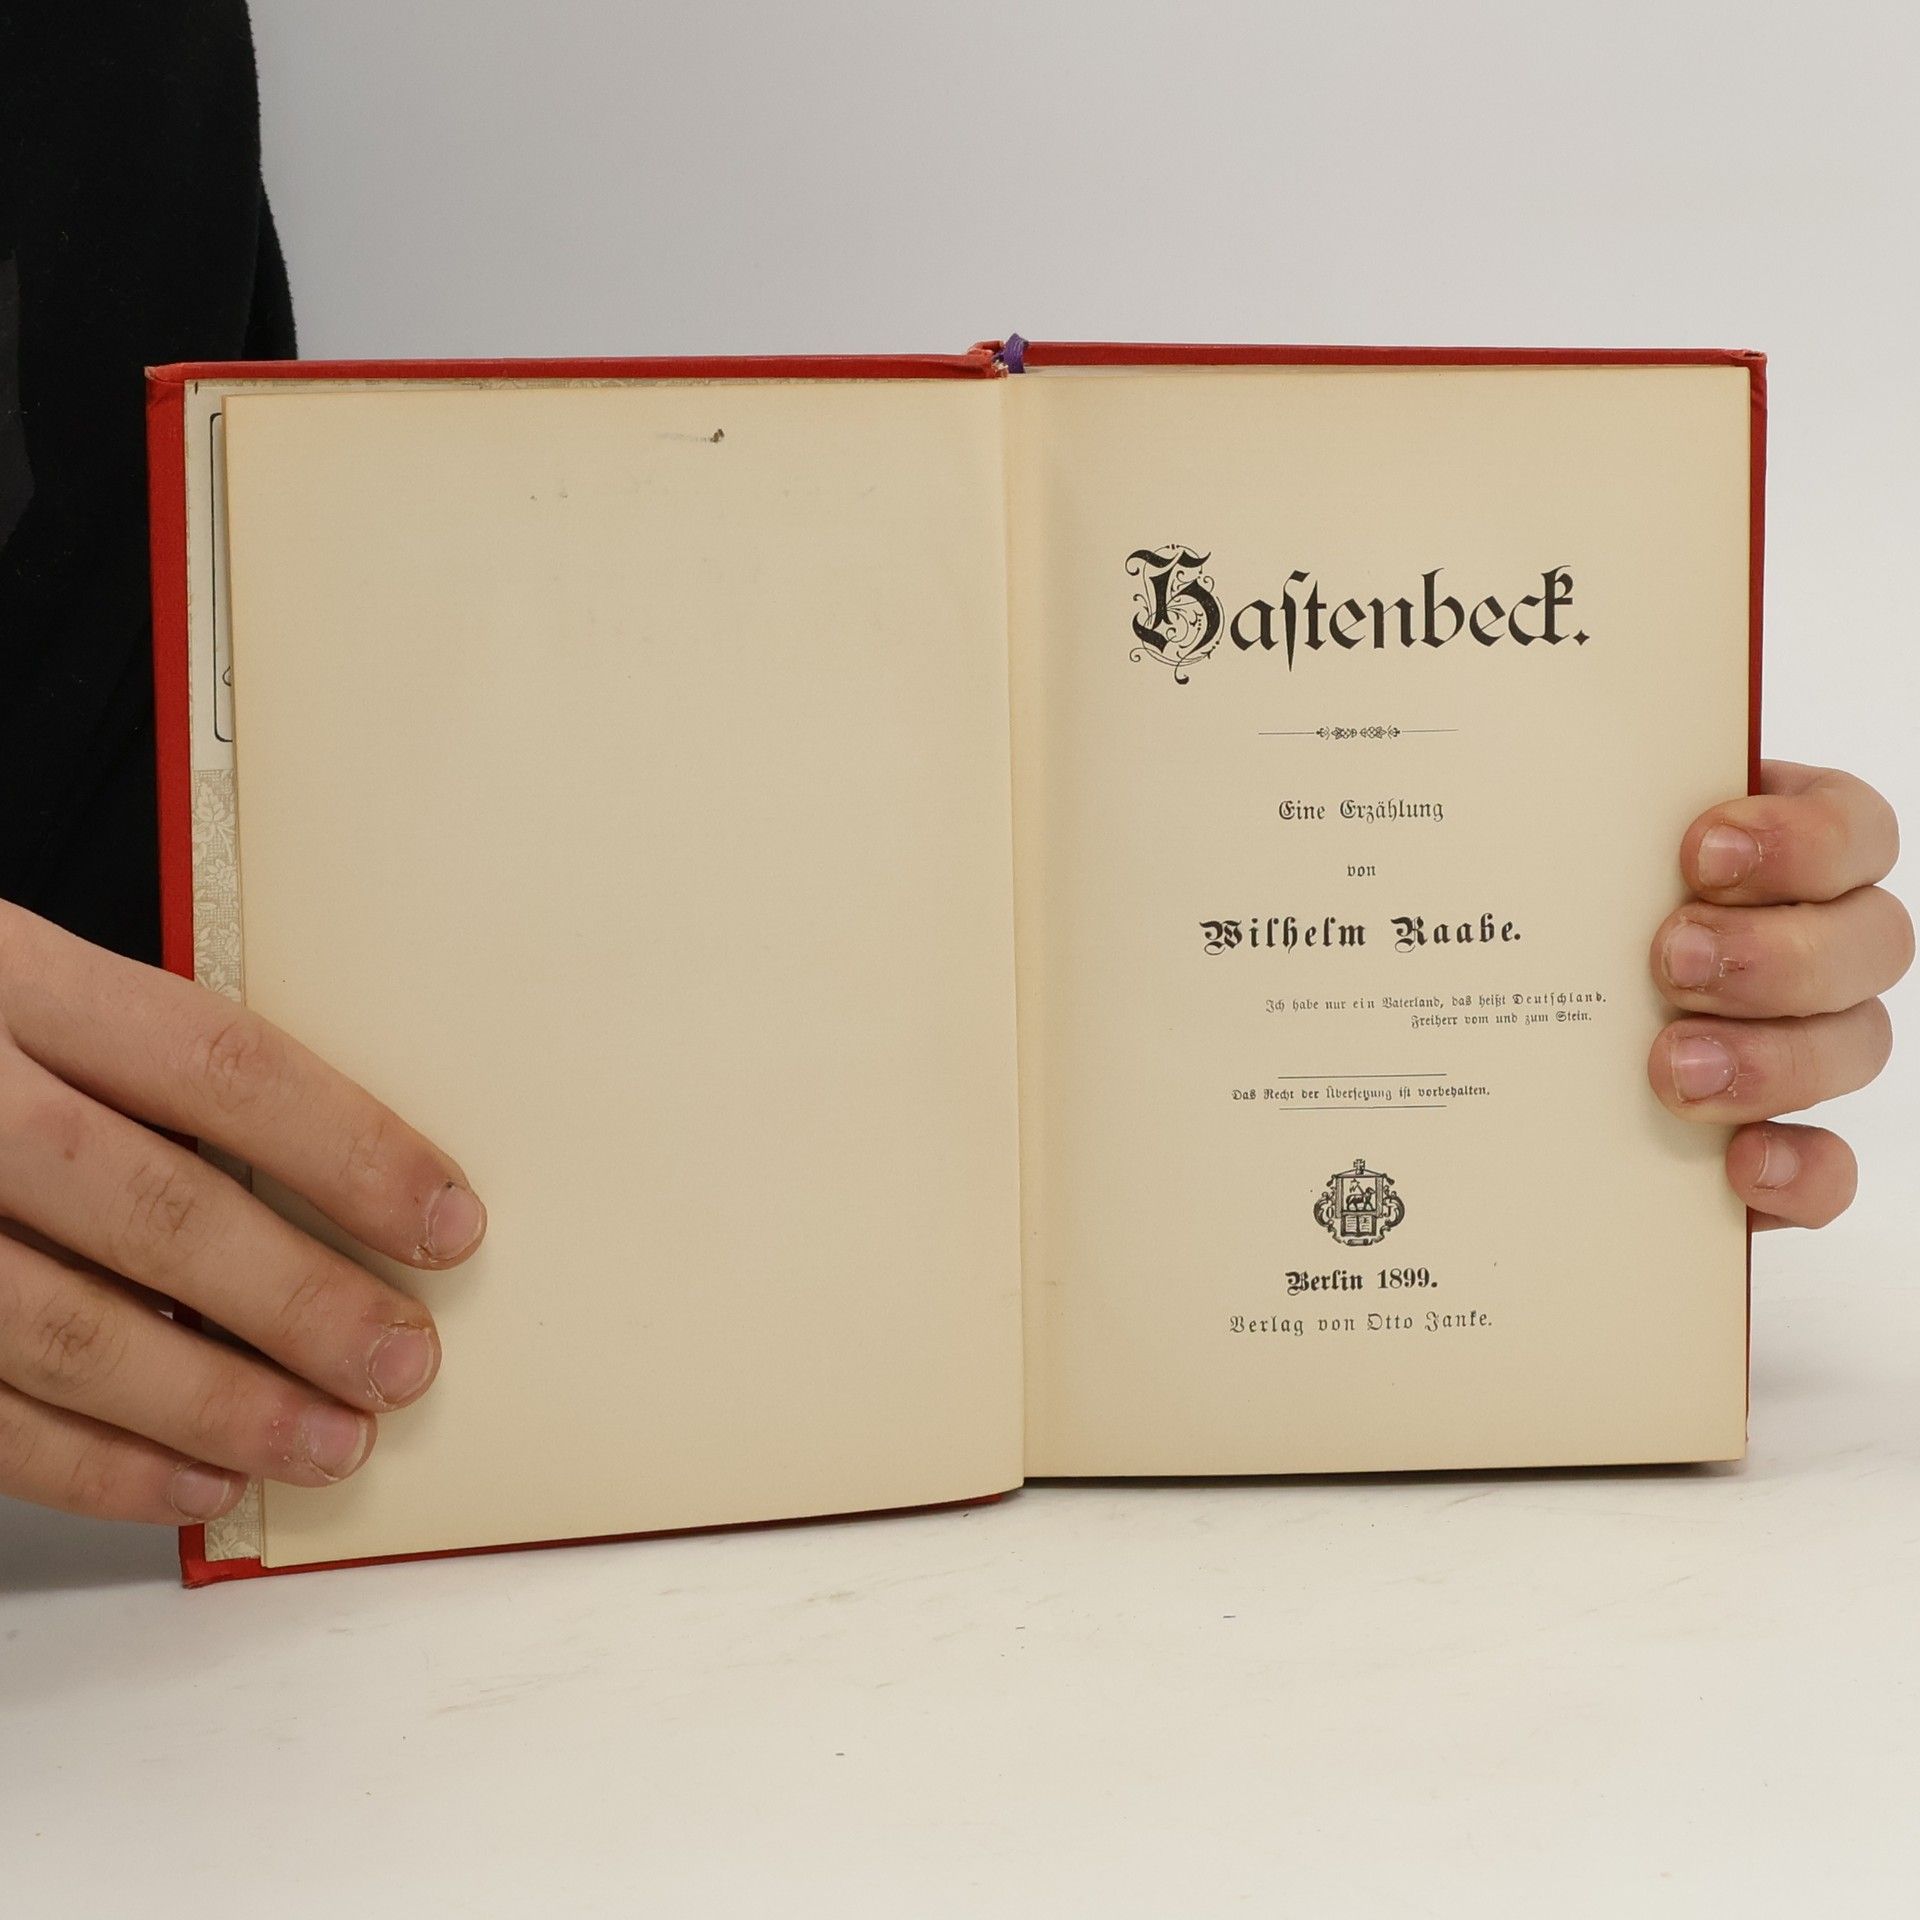 Haſtenbeck.
Eine Erzählung
von
Wilhelm Raabe.
Ich habe nur ein Vaterland, das heißt Deutſchland.
Freiherr vom und zum Stein.
Das Recht der Überſetzung iſt vorbehalten.
O J
Berlin 1899.
Verlag von Otto Janke.